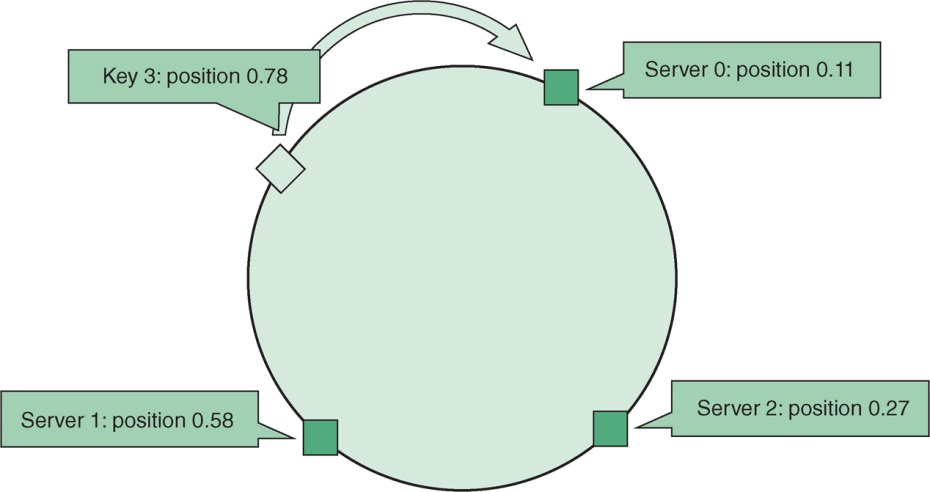 Key 3: position 0.78
Server 0: position 0.11
Server 1: position 0.58
Server 2: position 0.27